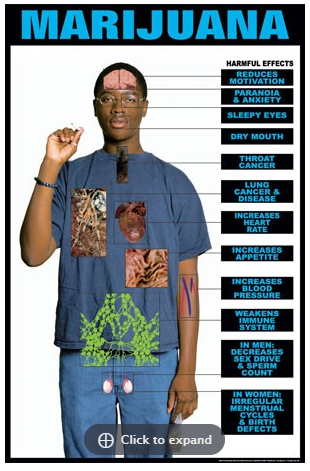 MARIJUANA
HARMFUL EFFECTS
REDUCES
MOTIVATION
PARANOIA
& ANXIETY
SLEEPY EYES
DRY MOUTH
THROAT
CANCER
LUNG
CANCER &
DISEASE
INCREASES
HEART
RATE
INCREASES
APPETITE
INCREASES
BLOOD
PRESSURE
WEAKENS
IMMUNE
SYSTEM
IN MEN:
DECREASES
SEX DRIVE
& SPERM
COUNT
IN WOMEN:
IRREGULAR
MENSTRUAL
CYCLES
& BIRTH
DEFECTS
Click to expand